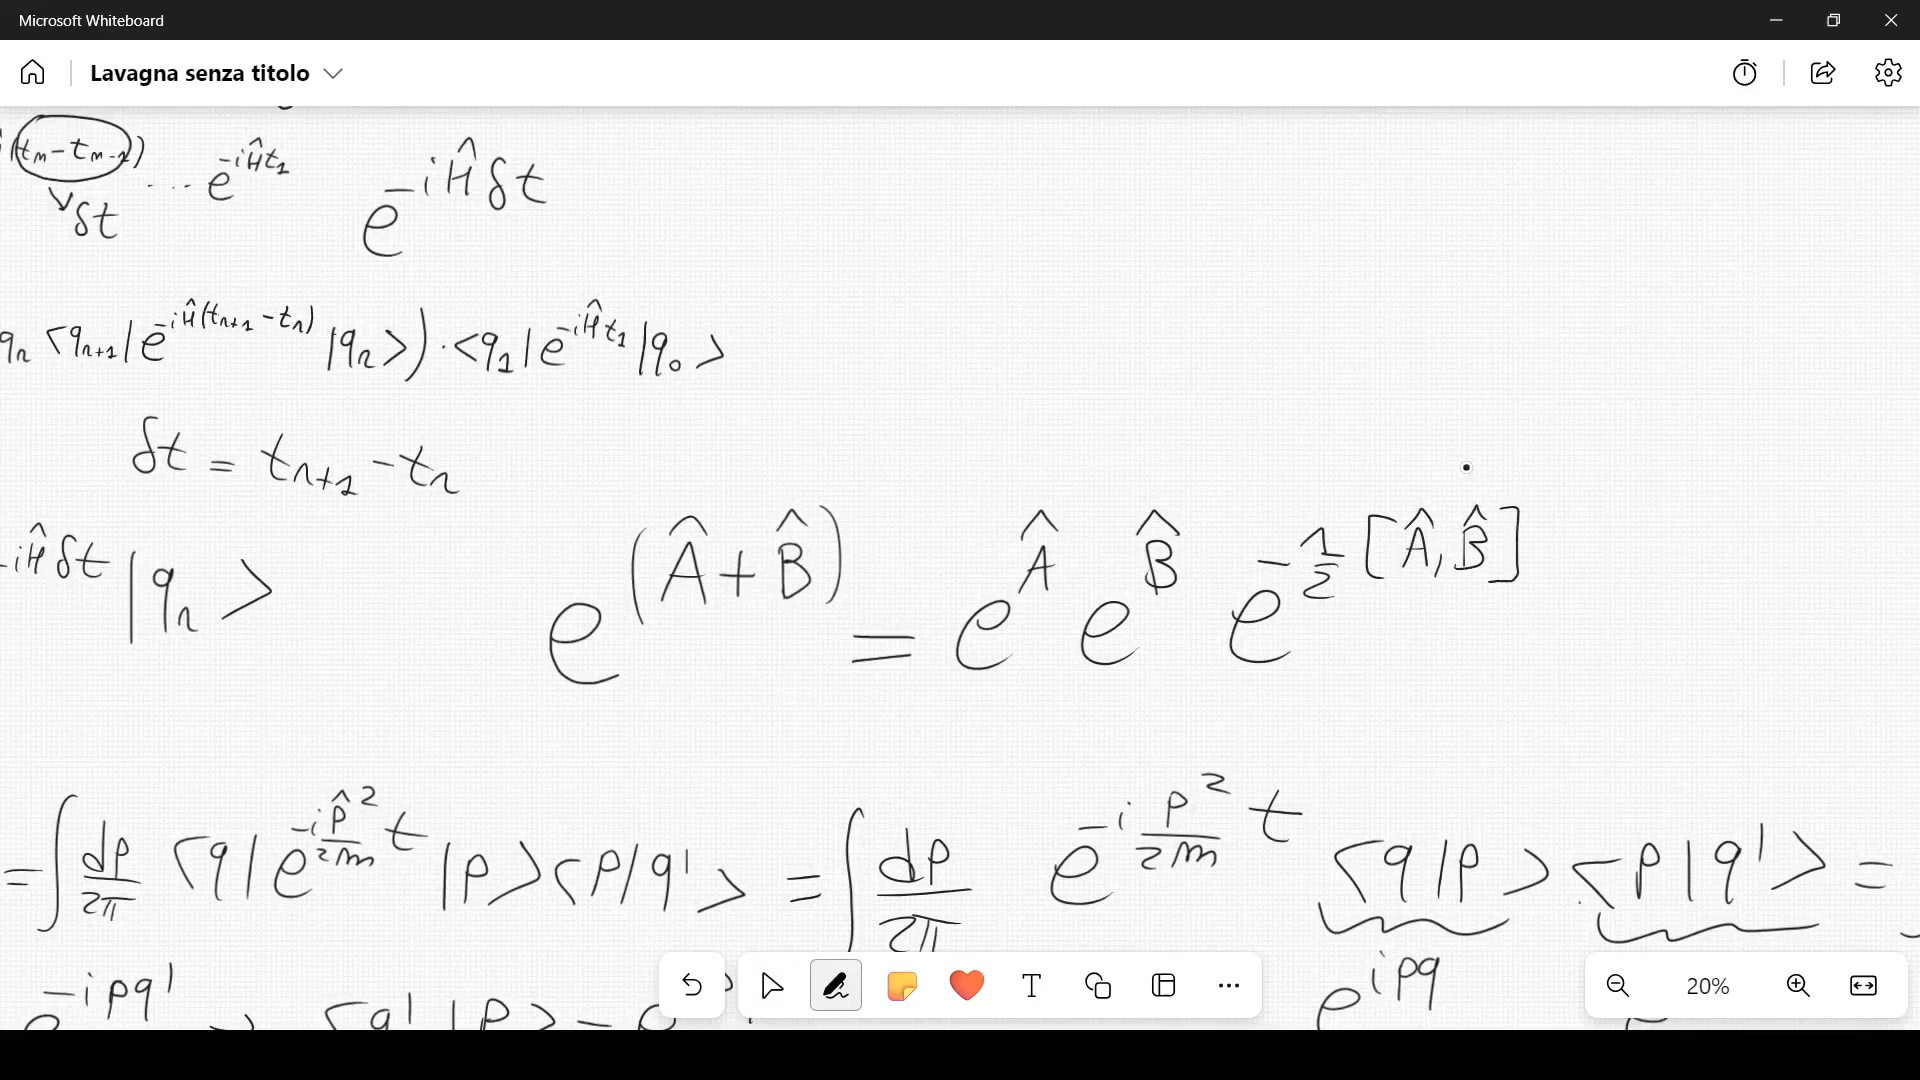 Microsoft Whiteboard
Lavagna senza titolo
(t_m - t_{m-1}) .... e^{-iĤt_1} e^{-iĤδt}
δt
q_n <q_{n+1}|e^{-iĤ(t_{n+1} - t_n)}|q_n>) · <q_1|e^{-iĤt_1}|q_0>
δt = t_{n+1} - t_n
-iĤδt |q_n> e^{(Â+B̂)} = e^Â e^B̂ e^{-1/2 [Â, B̂]}
= ∫ dp/2π <q|e^{-i p̂²/2m t}|p><p|q'> = ∫ dp/2π e^{-i p²/2m t} <q|p><p|q'> =
e^{-ipq'} <q'|p> = e e^{ipq}
20%